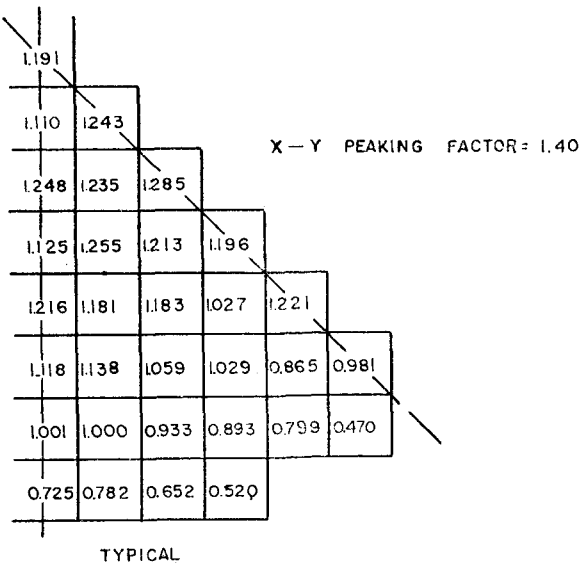 1.191
1.110 1.243
X – Y PEAKING FACTOR = 1.40
1.248 1.235 1.285
1.125 1.255 1.213 1.196
1.216 1.181 1.183 1.027 1.221
1.118 1.138 1.059 1.029 0.865 0.981
1.001 1.000 0.933 0.893 0.799 0.470
0.725 0.782 0.652 0.520
TYPICAL